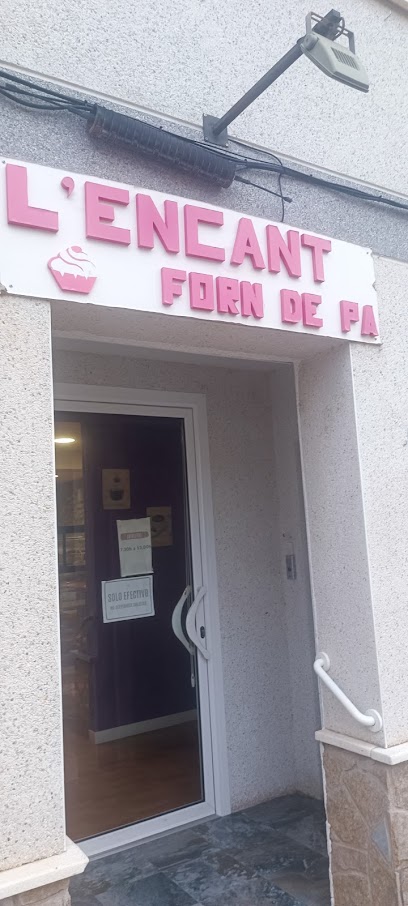 L'ENCANT
FORN DE PA
SOLO EFECTIVO